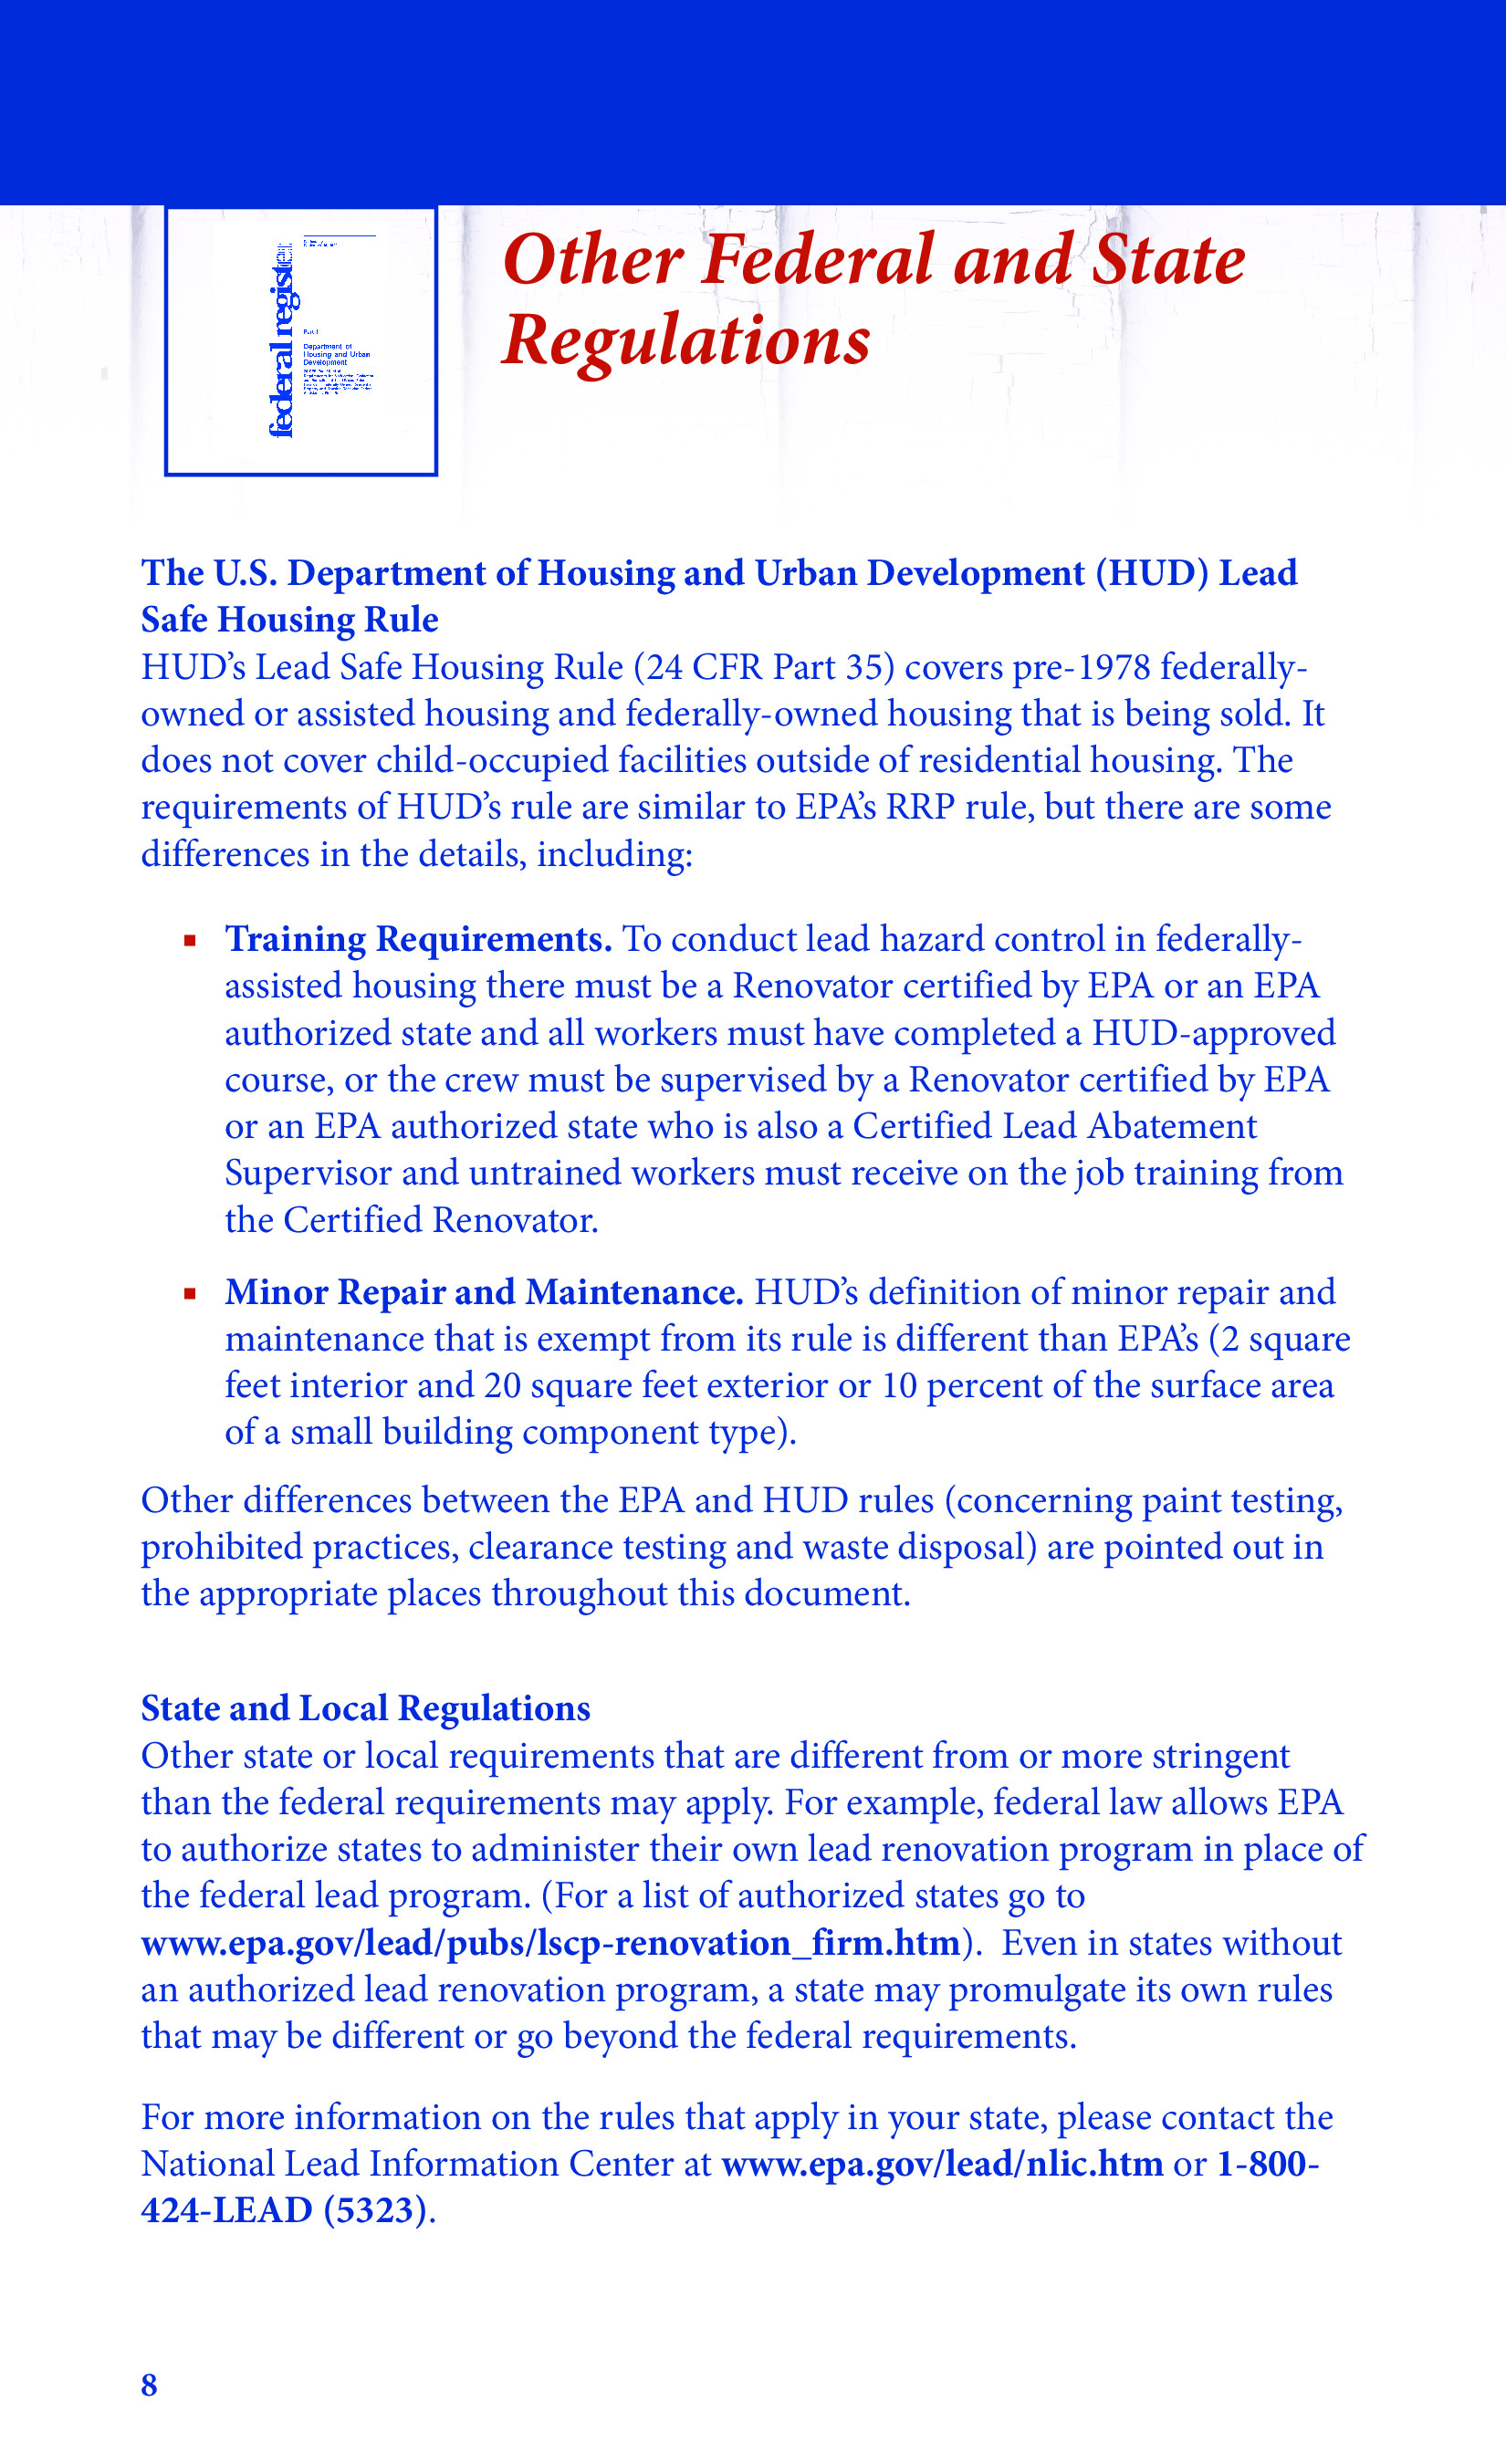 federal register
Part I
Department of
Housing and Urban
Development
Other Federal and State
Regulations
The U.S. Department of Housing and Urban Development (HUD) Lead
Safe Housing Rule
HUD’s Lead Safe Housing Rule (24 CFR Part 35) covers pre-1978 federally-
owned or assisted housing and federally-owned housing that is being sold. It
does not cover child-occupied facilities outside of residential housing. The
requirements of HUD’s rule are similar to EPA’s RRP rule, but there are some
differences in the details, including:
▪ Training Requirements. To conduct lead hazard control in federally-
assisted housing there must be a Renovator certified by EPA or an EPA
authorized state and all workers must have completed a HUD-approved
course, or the crew must be supervised by a Renovator certified by EPA
or an EPA authorized state who is also a Certified Lead Abatement
Supervisor and untrained workers must receive on the job training from
the Certified Renovator.
▪ Minor Repair and Maintenance. HUD’s definition of minor repair and
maintenance that is exempt from its rule is different than EPA’s (2 square
feet interior and 20 square feet exterior or 10 percent of the surface area
of a small building component type).
Other differences between the EPA and HUD rules (concerning paint testing,
prohibited practices, clearance testing and waste disposal) are pointed out in
the appropriate places throughout this document.
State and Local Regulations
Other state or local requirements that are different from or more stringent
than the federal requirements may apply. For example, federal law allows EPA
to authorize states to administer their own lead renovation program in place of
the federal lead program. (For a list of authorized states go to
www.epa.gov/lead/pubs/lscp-renovation_firm.htm).  Even in states without
an authorized lead renovation program, a state may promulgate its own rules
that may be different or go beyond the federal requirements.
For more information on the rules that apply in your state, please contact the
National Lead Information Center at www.epa.gov/lead/nlic.htm or 1-800-
424-LEAD (5323).
8